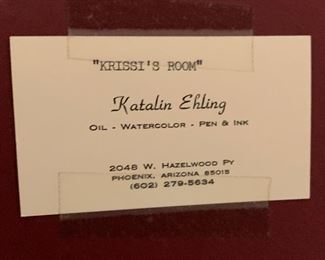 "KRISSI'S ROOM"
Katalin Ehling
OIL - WATERCOLOR - PEN & INK
2048 W. HAZELWOOD PY
PHOENIX, ARIZONA 85015
(602) 279-5634